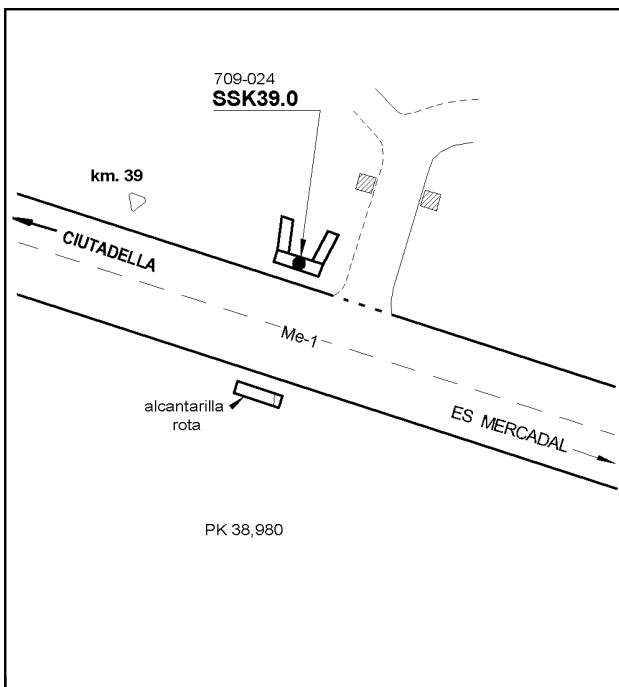 709-024
SSK39.0
km. 39
CIUTADELLA
Me-1
alcantarilla
rota
ES MERCADAL
PK 38,980